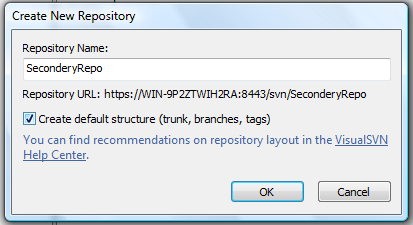 Create New Repository
Repository Name:
SeconderyRepo
Repository URL: https://WIN-9P2ZTWIH2RA:8443/svn/SeconderyRepo
Create default structure (trunk, branches, tags)
You can find recommendations on repository layout in the VisualSVN
Help Center.
OK
Cancel